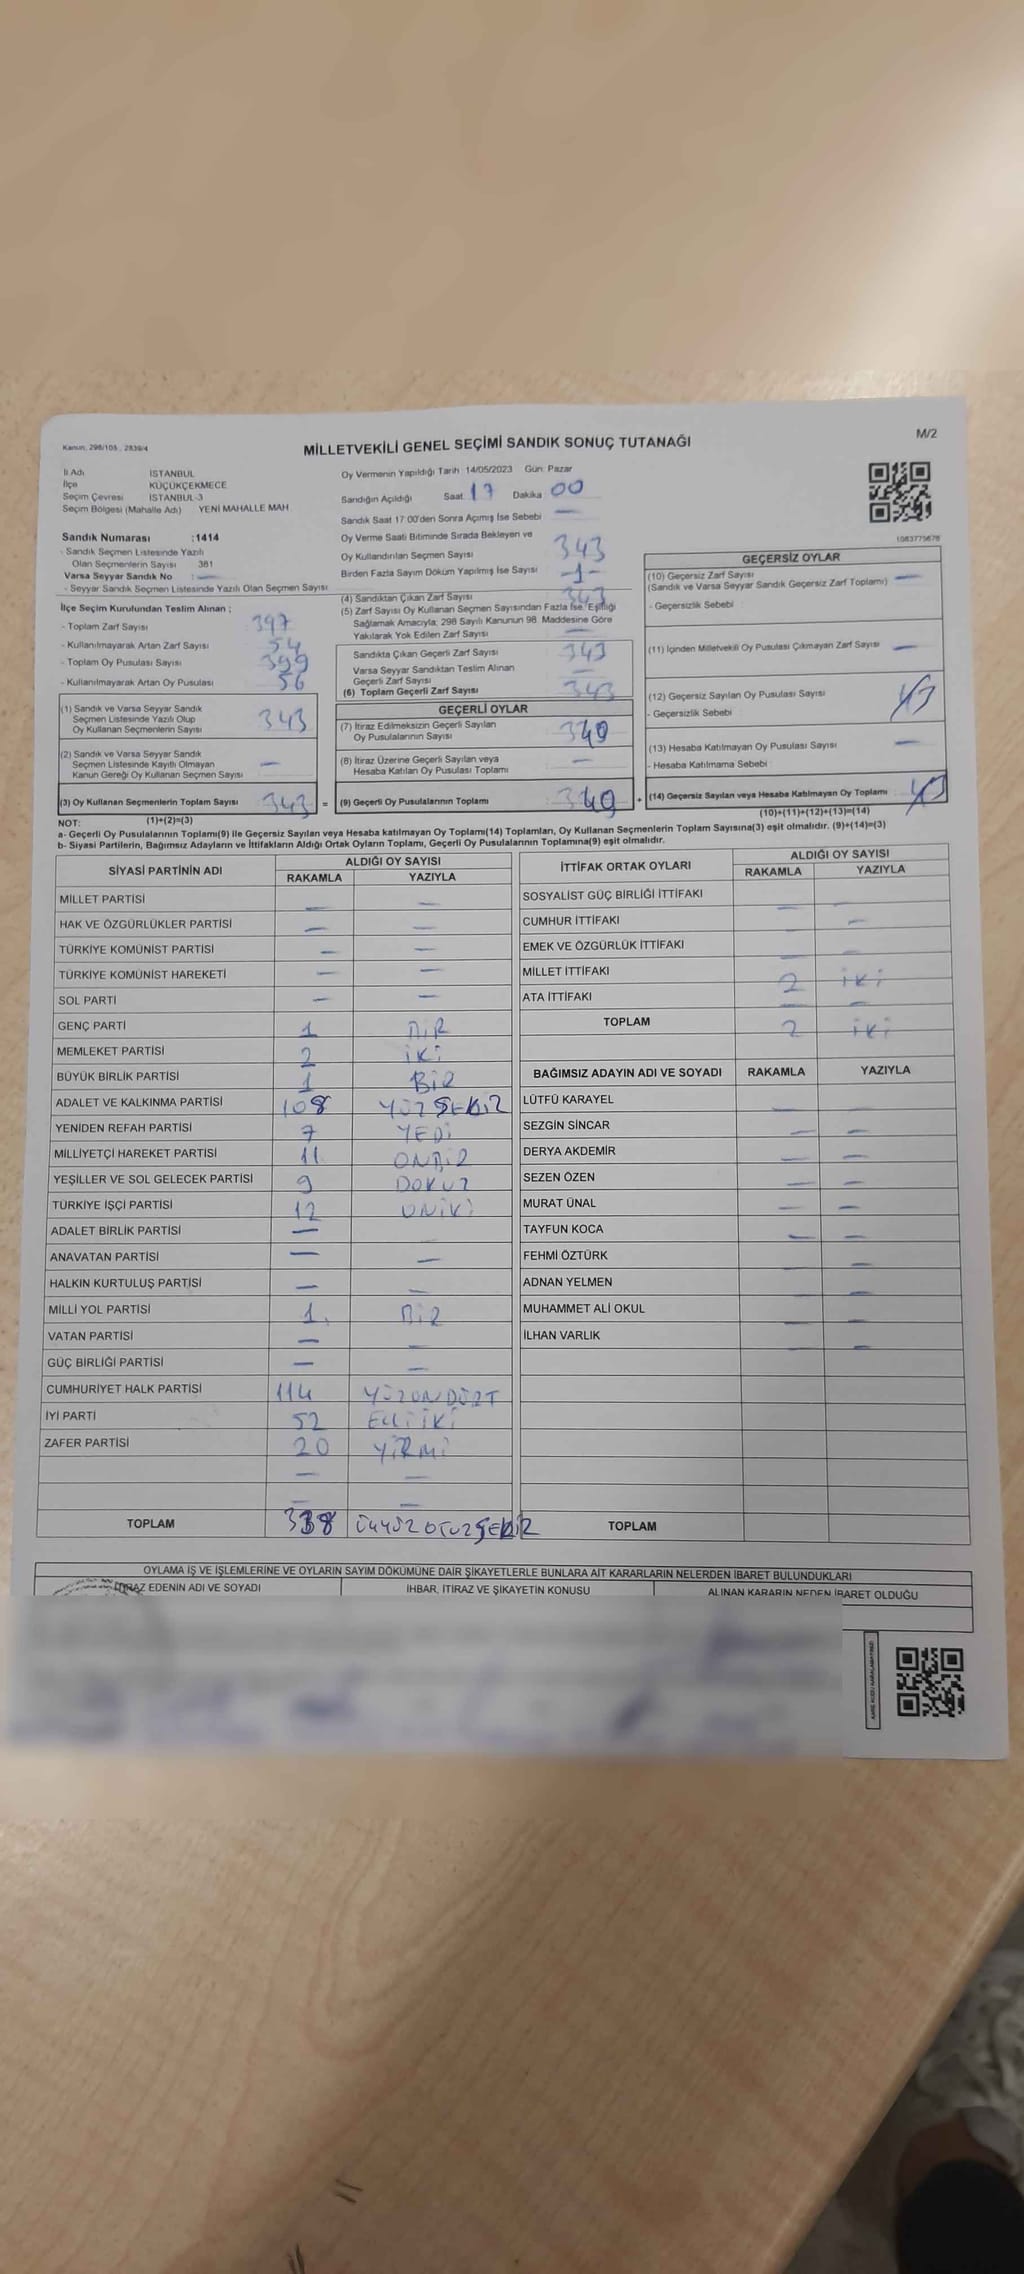 Kanun, 298/105 , 2839/4
MİLLETVEKİLİ GENEL SEÇİMİ SANDIK SONUÇ TUTANAĞI
M/2
İl Adı İSTANBUL
İlçe KÜÇÜKÇEKMECE
Seçim Çevresi İSTANBUL-3
Seçim Bölgesi (Mahalle Adı) YENİ MAHALLE MAH.
Oy Vermenin Yapıldığı Tarih 14/05/2023 Gün: Pazar
Sandığın Açıldığı Saat 17 Dakika 00
Sandık Saat 17:00'den Sonra Açımış İse Sebebi —
Sandık Numarası :1414
- Sandık Seçmen Listesinde Yazılı
Olan Seçmenlerin Sayısı 381
Varsa Seyyar Sandık No : —
- Seyyar Sandık Seçmen Listesinde Yazılı Olan Seçmen Sayısı
Oy Verme Saati Bitiminde Sırada Bekleyen ve
Oy Kullandırılan Seçmen Sayısı 343
Birden Fazla Sayım Döküm Yapılmış İse Sayısı -1-
1083775676
İlçe Seçim Kurulundan Teslim Alınan ;
- Toplam Zarf Sayısı 397
- Kullanılmayarak Artan Zarf Sayısı 54
- Toplam Oy Pusulası Sayısı 399
- Kullanılmayarak Artan Oy Pusulası 56
(1) Sandık ve Varsa Seyyar Sandık
Seçmen Listesinde Yazılı Olup
Oy Kullanan Seçmenlerin Sayısı 343
(2) Sandık ve Varsa Seyyar Sandık
Seçmen Listesinde Kayıtlı Olmayan
Kanun Gereği Oy Kullanan Seçmen Sayısı —
(3) Oy Kullanan Seçmenlerin Toplam Sayısı 343 =
(1)+(2)=(3)
(4) Sandıktan Çıkan Zarf Sayısı 343
(5) Zarf Sayısı Oy Kullanan Seçmen Sayısından Fazla İse, Eşitliği
Sağlamak Amacıyla; 298 Sayılı Kanunun 98. Maddesine Göre
Yakılarak Yok Edilen Zarf Sayısı —
Sandıkta Çıkan Geçerli Zarf Sayısı 343
Varsa Seyyar Sandıktan Teslim Alınan
Geçerli Zarf Sayısı —
(6) Toplam Geçerli Zarf Sayısı 343
GEÇERLİ OYLAR
(7) İtiraz Edilmeksizin Geçerli Sayılan
Oy Pusulalarının Sayısı 340
(8) İtiraz Üzerine Geçerli Sayılan veya
Hesaba Katılan Oy Pusulası Toplamı —
(9) Geçerli Oy Pusulalarının Toplamı 340 +
GEÇERSİZ OYLAR
(10) Geçersiz Zarf Sayısı —
(Sandık ve Varsa Seyyar Sandık Geçersiz Zarf Toplamı)
- Geçersizlik Sebebi :
(11) İçinden Milletvekili Oy Pusulası Çıkmayan Zarf Sayısı —
(12) Geçersiz Sayılan Oy Pusulası Sayısı
- Geçersizlik Sebebi :
(13) Hesaba Katılmayan Oy Pusulası Sayısı —
- Hesaba Katılmama Sebebi :
(14) Geçersiz Sayılan veya Hesaba Katılmayan Oy Toplamı
(10)+(11)+(12)+(13)=(14)
NOT:
a- Geçerli Oy Pusulalarının Toplamı(9) ile Geçersiz Sayılan veya Hesaba katılmayan Oy Toplamı(14) Toplamları, Oy Kullanan Seçmenlerin Toplam Sayısına(3) eşit olmalıdır. (9)+(14)=(3)
b- Siyasi Partilerin, Bağımsız Adayların ve İttifakların Aldığı Ortak Oyların Toplamı, Geçerli Oy Pusulalarının Toplamına(9) eşit olmalıdır.
SİYASİ PARTİNİN ADI ALDIĞI OY SAYISI
RAKAMLA YAZIYLA
MİLLET PARTİSİ — —
HAK VE ÖZGÜRLÜKLER PARTİSİ — —
TÜRKİYE KOMÜNİST PARTİSİ — —
TÜRKİYE KOMÜNİST HAREKETİ — —
SOL PARTİ — —
GENÇ PARTİ 1 BİR
MEMLEKET PARTİSİ 2 İKİ
BÜYÜK BİRLİK PARTİSİ 1 BİR
ADALET VE KALKINMA PARTİSİ 108 YÜZSEKİZ
YENİDEN REFAH PARTİSİ 7 YEDİ
MİLLİYETÇİ HAREKET PARTİSİ 11 ONBİR
YEŞİLLER VE SOL GELECEK PARTİSİ 9 DOKUZ
TÜRKİYE İŞÇİ PARTİSİ 12 ONİKİ
ADALET BİRLİK PARTİSİ —
ANAVATAN PARTİSİ — —
HALKIN KURTULUŞ PARTİSİ — —
MİLLİ YOL PARTİSİ 1 BİR
VATAN PARTİSİ — —
GÜÇ BİRLİĞİ PARTİSİ — —
CUMHURİYET HALK PARTİSİ 114 YÜZONDÖRT
İYİ PARTİ 52 ELLİİKİ
ZAFER PARTİSİ 20 YİRMİ
— —
— —
TOPLAM 338 ÜÇYÜZOTUZSEKİZ
İTTİFAK ORTAK OYLARI ALDIĞI OY SAYISI
RAKAMLA YAZIYLA
SOSYALİST GÜÇ BİRLİĞİ İTTİFAKI — —
CUMHUR İTTİFAKI —
EMEK VE ÖZGÜRLÜK İTTİFAKI — —
MİLLET İTTİFAKI 2 İKİ
ATA İTTİFAKI — —
TOPLAM 2 İKİ
BAĞIMSIZ ADAYIN ADI VE SOYADI RAKAMLA YAZIYLA
LÜTFÜ KARAYEL — —
SEZGİN SİNCAR — —
DERYA AKDEMİR — —
SEZEN ÖZEN — —
MURAT ÜNAL — —
TAYFUN KOCA — —
FEHMİ ÖZTÜRK — —
ADNAN YELMEN — —
MUHAMMET ALİ OKUL — —
İLHAN VARLIK — —
TOPLAM
OYLAMA İŞ VE İŞLEMLERİNE VE OYLARIN SAYIM DÖKÜMÜNE DAİR ŞİKAYETLERLE BUNLARA AİT KARARLARIN NELERDEN İBARET BULUNDUKLARI
İTİRAZ EDENİN ADI VE SOYADI İHBAR, İTİRAZ VE ŞİKAYETİN KONUSU ALINAN KARARIN NEDEN İBARET OLDUĞU